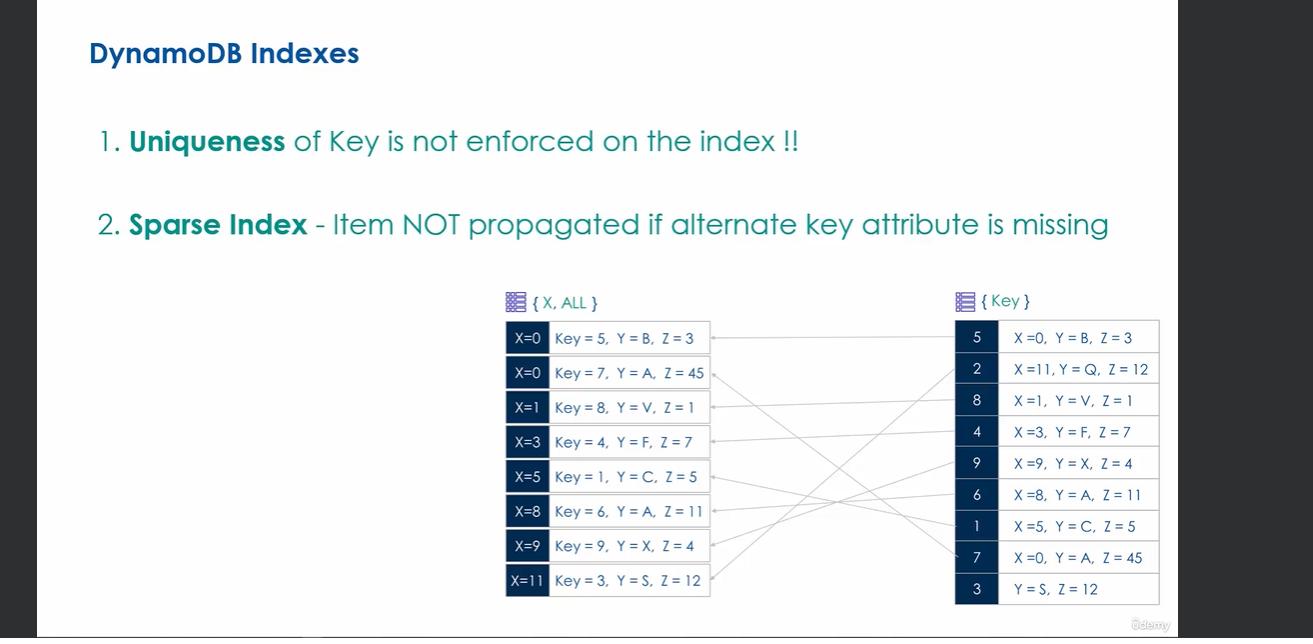 DynamoDB Indexes
1. Uniqueness of Key is not enforced on the index !!
2. Sparse Index - Item NOT propagated if alternate key attribute is missing
{ X, ALL }
X=0 Key = 5, Y = B, Z = 3
X=0 Key = 7, Y = A, Z = 45
X=1 Key = 8, Y = V, Z = 1
X=3 Key = 4, Y = F, Z = 7
X=5 Key = 1, Y = C, Z = 5
X=8 Key = 6, Y = A, Z = 11
X=9 Key = 9, Y = X, Z = 4
X=11 Key = 3, Y = S, Z = 12
{ Key }
5 X =0, Y = B, Z = 3
2 X =11, Y = Q, Z = 12
8 X =1, Y = V, Z = 1
4 X =3, Y = F, Z = 7
9 X =9, Y = X, Z = 4
6 X =8, Y = A, Z = 11
1 X =5, Y = C, Z = 5
7 X =0, Y = A, Z = 45
3 Y = S, Z = 12
ûdemy